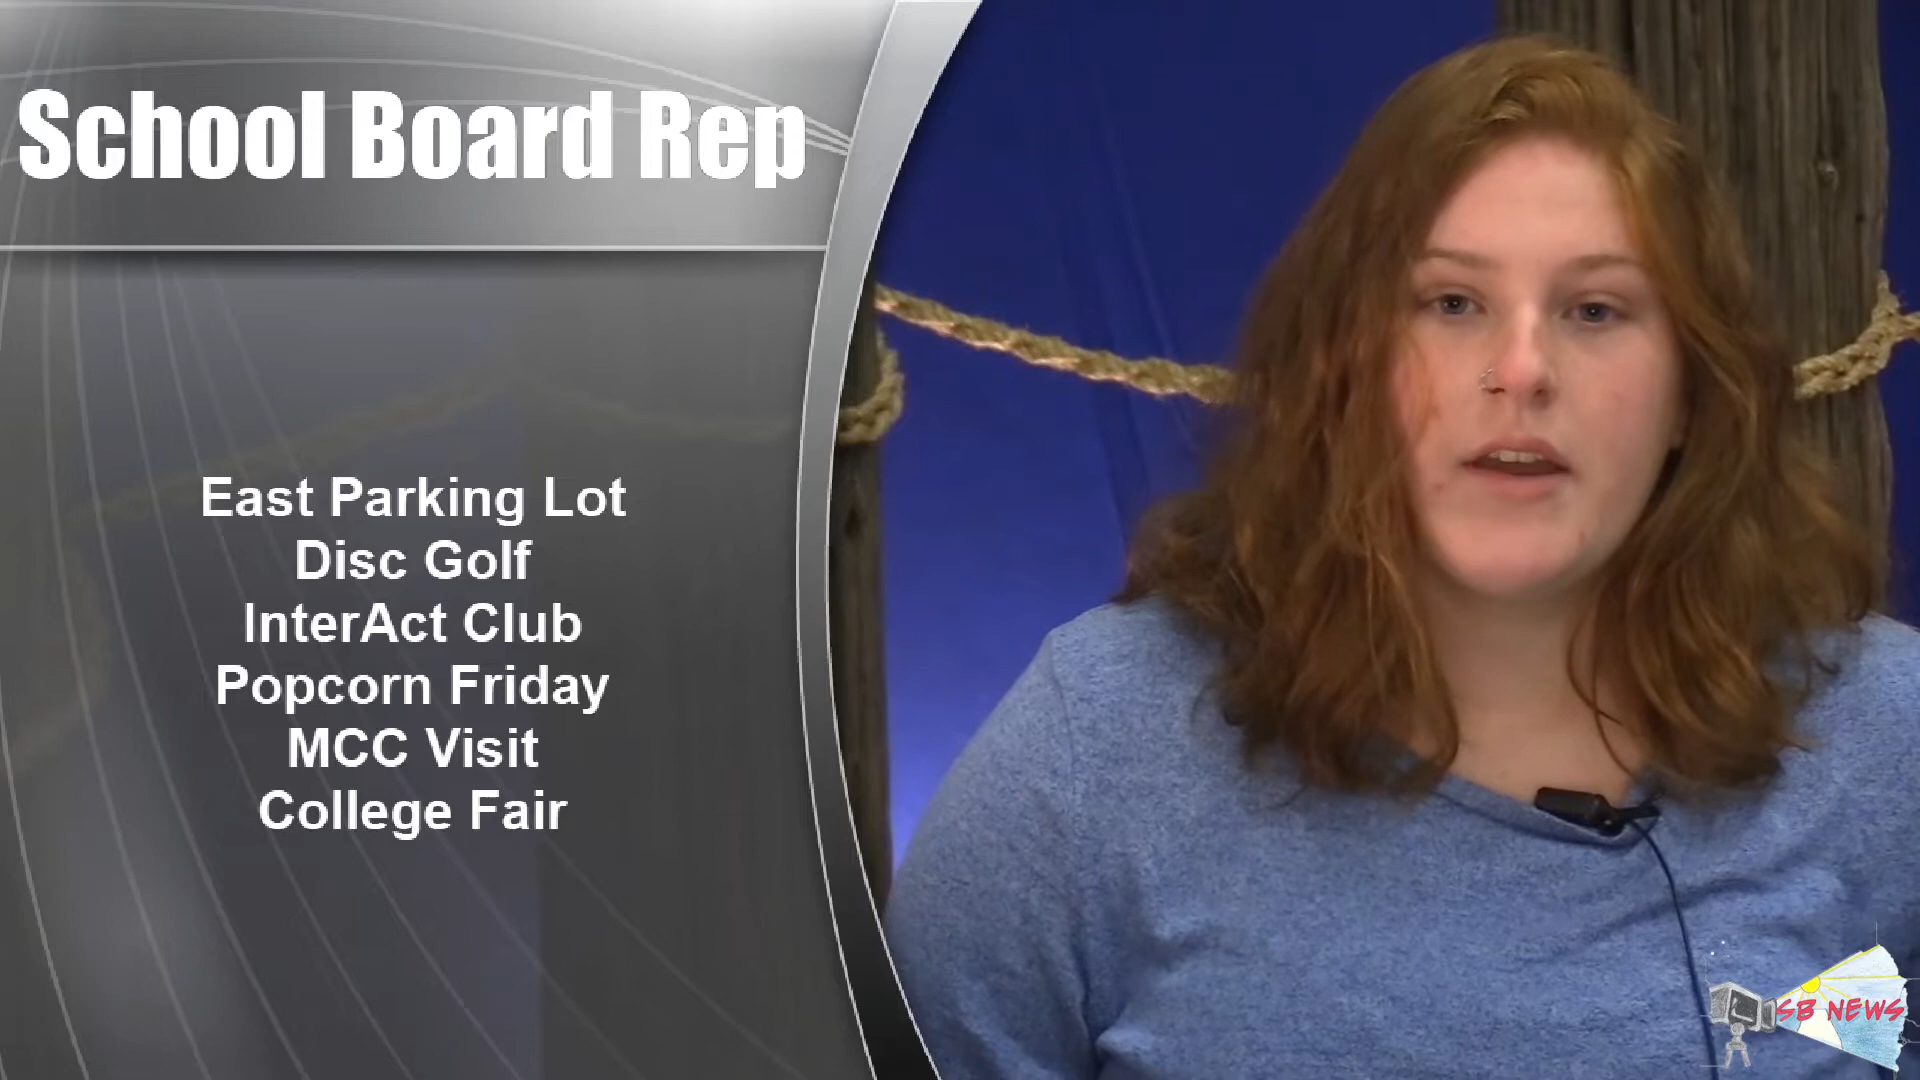 School Board Rep
East Parking Lot
Disc Golf
InterAct Club
Popcorn Friday
MCC Visit
College Fair
SB NEWS